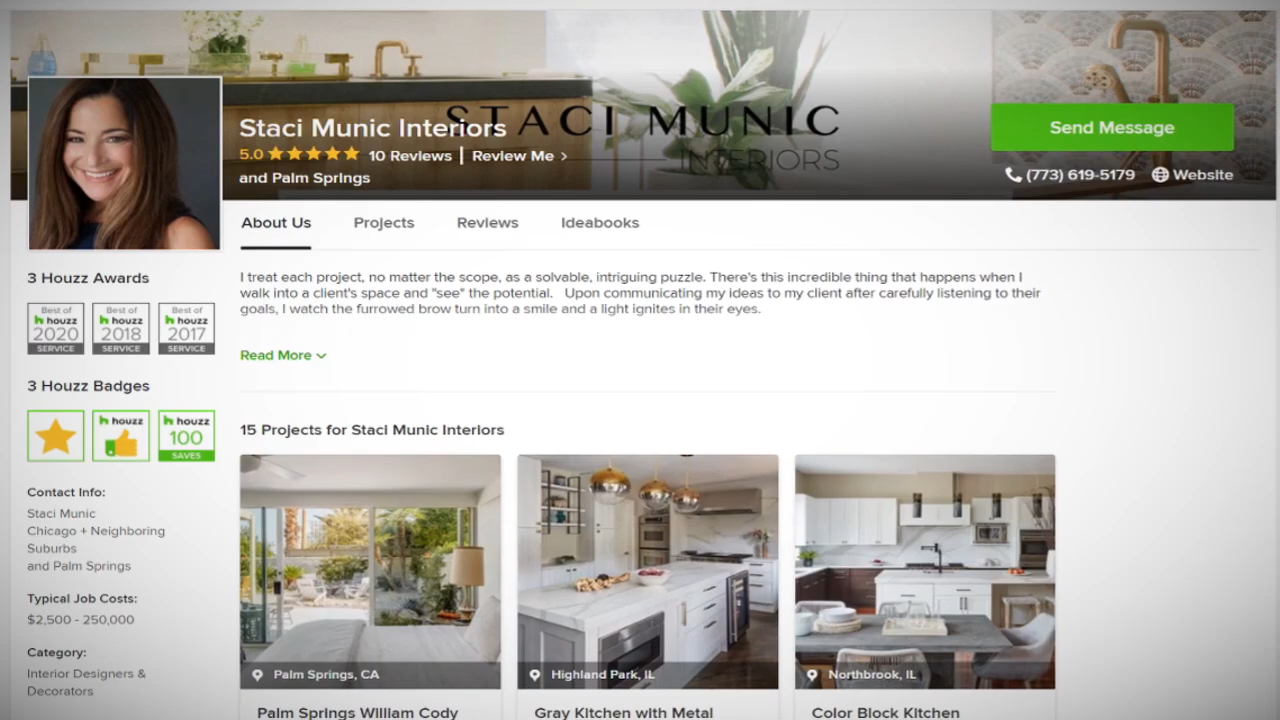 STACI MUNIC
INTERIORS
Staci Munic Interiors
5.0 10 Reviews | Review Me >
and Palm Springs
Send Message
(773) 619-5179 Website
About Us Projects Reviews Ideabooks
I treat each project, no matter the scope, as a solvable, intriguing puzzle. There's this incredible thing that happens when I
walk into a client's space and "see" the potential. Upon communicating my ideas to my client after carefully listening to their
goals, I watch the furrowed brow turn into a smile and a light ignites in their eyes.
Read More
3 Houzz Awards
Best of houzz 2020 SERVICE
Best of houzz 2018 SERVICE
Best of houzz 2017 SERVICE
3 Houzz Badges
houzz
houzz 100 SAVES
Contact Info:
Staci Munic
Chicago + Neighboring
Suburbs
and Palm Springs
Typical Job Costs:
$2,500 - 250,000
Category:
Interior Designers &
Decorators
15 Projects for Staci Munic Interiors
Palm Springs, CA
Highland Park, IL
Northbrook, IL
Palm Springs William Cody
Gray Kitchen with Metal
Color Block Kitchen